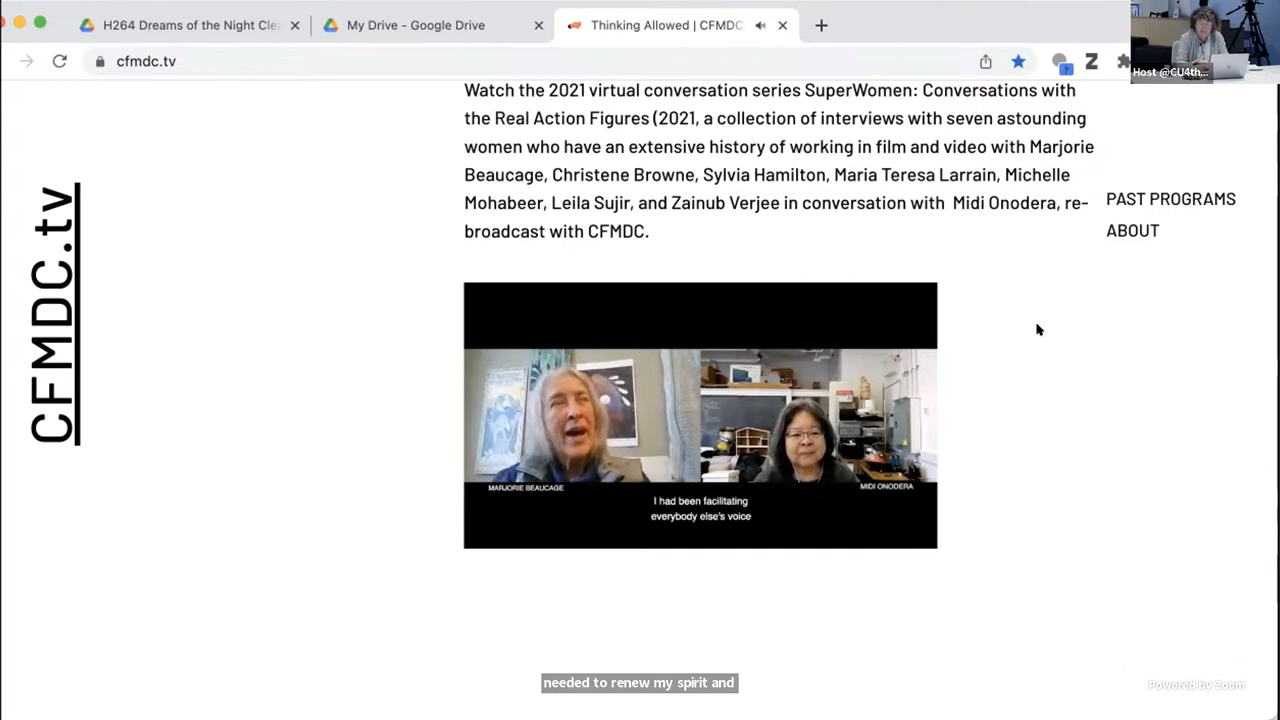 H264 Dreams of the Night Cle
My Drive - Google Drive
Thinking Allowed | CFMDC.
cfmdc.tv
Z
Host @CU4th...
Watch the 2021 virtual conversation series SuperWomen: Conversations with
the Real Action Figures (2021, a collection of interviews with seven astounding
women who have an extensive history of working in film and video with Marjorie
Beaucage, Christene Browne, Sylvia Hamilton, Maria Teresa Larrain, Michelle
Mohabeer, Leila Sujir, and Zainub Verjee in conversation with Midi Onodera, re-
broadcast with CFMDC.
PAST PROGRAMS
ABOUT
CFMDC.tv
MARJORIE BEAUCAGE
MIDI ONODERA
I had been facilitating
everybody else's voice
needed to renew my spirit and
Powered by Zoom